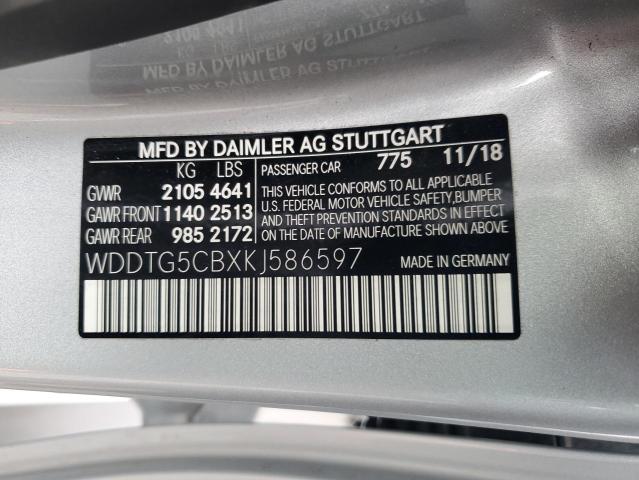 MFD BY DAIMLER AG STUTTGART
KG LBS PASSENGER CAR 775 11/18
GVWR 2105 4641
GAWR FRONT 1140 2513
GAWR REAR 985 2172
THIS VEHICLE CONFORMS TO ALL APPLICABLE
U.S. FEDERAL MOTOR VEHICLE SAFETY, BUMPER
AND THEFT PREVENTION STANDARDS IN EFFECT
ON THE DATE OF MANUFACTURE SHOWN ABOVE
WDDTG5CBXKJ586597 MADE IN GERMANY